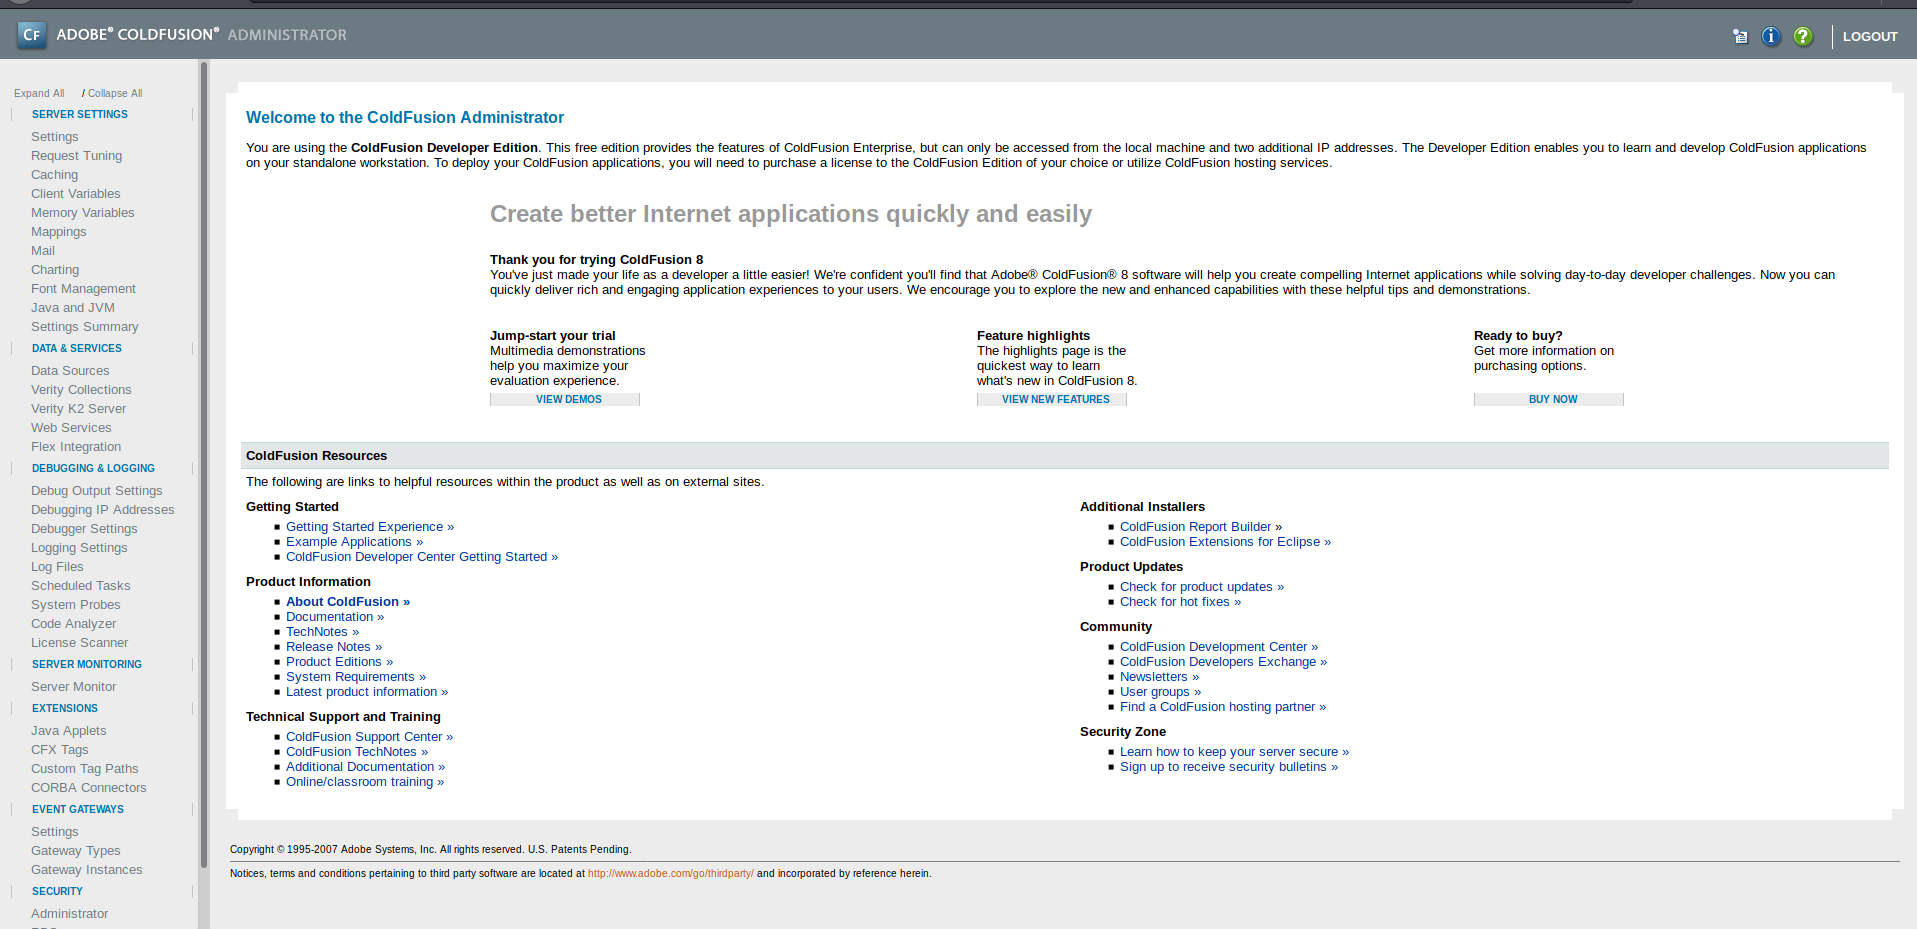 CF ADOBE® COLDFUSION® ADMINISTRATOR
LOGOUT
Expand All / Collapse All
SERVER SETTINGS
Settings
Request Tuning
Caching
Client Variables
Memory Variables
Mappings
Mail
Charting
Font Management
Java and JVM
Settings Summary
DATA & SERVICES
Data Sources
Verity Collections
Verity K2 Server
Web Services
Flex Integration
DEBUGGING & LOGGING
Debug Output Settings
Debugging IP Addresses
Debugger Settings
Logging Settings
Log Files
Scheduled Tasks
System Probes
Code Analyzer
License Scanner
SERVER MONITORING
Server Monitor
EXTENSIONS
Java Applets
CFX Tags
Custom Tag Paths
CORBA Connectors
EVENT GATEWAYS
Settings
Gateway Types
Gateway Instances
SECURITY
Administrator
Welcome to the ColdFusion Administrator
You are using the ColdFusion Developer Edition. This free edition provides the features of ColdFusion Enterprise, but can only be accessed from the local machine and two additional IP addresses. The Developer Edition enables you to learn and develop ColdFusion applications
on your standalone workstation. To deploy your ColdFusion applications, you will need to purchase a license to the ColdFusion Edition of your choice or utilize ColdFusion hosting services.
Create better Internet applications quickly and easily
Thank you for trying ColdFusion 8
You've just made your life as a developer a little easier! We're confident you'll find that Adobe® ColdFusion® 8 software will help you create compelling Internet applications while solving day-to-day developer challenges. Now you can
quickly deliver rich and engaging application experiences to your users. We encourage you to explore the new and enhanced capabilities with these helpful tips and demonstrations.
Jump-start your trial
Multimedia demonstrations
help you maximize your
evaluation experience.
VIEW DEMOS
Feature highlights
The highlights page is the
quickest way to learn
what's new in ColdFusion 8.
VIEW NEW FEATURES
Ready to buy?
Get more information on
purchasing options.
BUY NOW
ColdFusion Resources
The following are links to helpful resources within the product as well as on external sites.
Getting Started
Getting Started Experience »
Example Applications »
ColdFusion Developer Center Getting Started »
Product Information
About ColdFusion »
Documentation »
TechNotes »
Release Notes »
Product Editions »
System Requirements »
Latest product information »
Technical Support and Training
ColdFusion Support Center »
ColdFusion TechNotes »
Additional Documentation »
Online/classroom training »
Additional Installers
ColdFusion Report Builder »
ColdFusion Extensions for Eclipse »
Product Updates
Check for product updates »
Check for hot fixes »
Community
ColdFusion Development Center »
ColdFusion Developers Exchange »
Newsletters »
User groups »
Find a ColdFusion hosting partner »
Security Zone
Learn how to keep your server secure »
Sign up to receive security bulletins »
Copyright © 1995-2007 Adobe Systems, Inc. All rights reserved. U.S. Patents Pending.
Notices, terms and conditions pertaining to third party software are located at http://www.adobe.com/go/thirdparty/ and incorporated by reference herein.